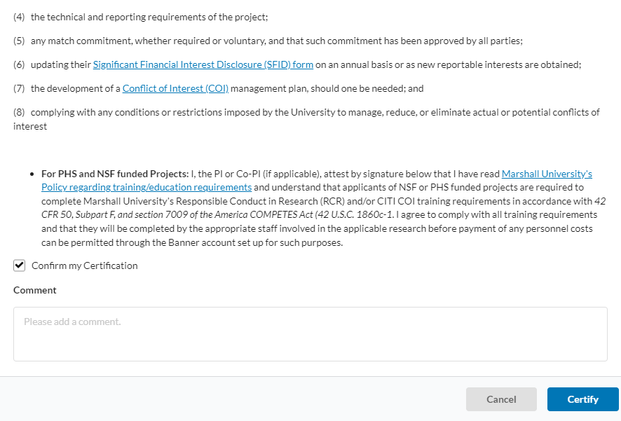 (4) the technical and reporting requirements of the project;
(5) any match commitment, whether required or voluntary, and that such commitment has been approved by all parties;
(6) updating their Significant Financial Interest Disclosure (SFID) form on an annual basis or as new reportable interests are obtained;
(7) the development of a Conflict of Interest (COI) management plan, should one be needed; and
(8) complying with any conditions or restrictions imposed by the University to manage, reduce, or eliminate actual or potential conflicts of
interest
• For PHS and NSF funded Projects: I, the PI or Co-PI (if applicable), attest by signature below that I have read Marshall University's
Policy regarding training/education requirements and understand that applicants of NSF or PHS funded projects are required to
complete Marshall University's Responsible Conduct in Research (RCR) and/or CITI COI training requirements in accordance with 42
CFR 50, Subpart F, and section 7009 of the America COMPETES Act (42 U.S.C. 1860c-1. I agree to comply with all training requirements
and that they will be completed by the appropriate staff involved in the applicable research before payment of any personnel costs
can be permitted through the Banner account set up for such purposes.
Confirm my Certification
Comment
Please add a comment.
Cancel Certify